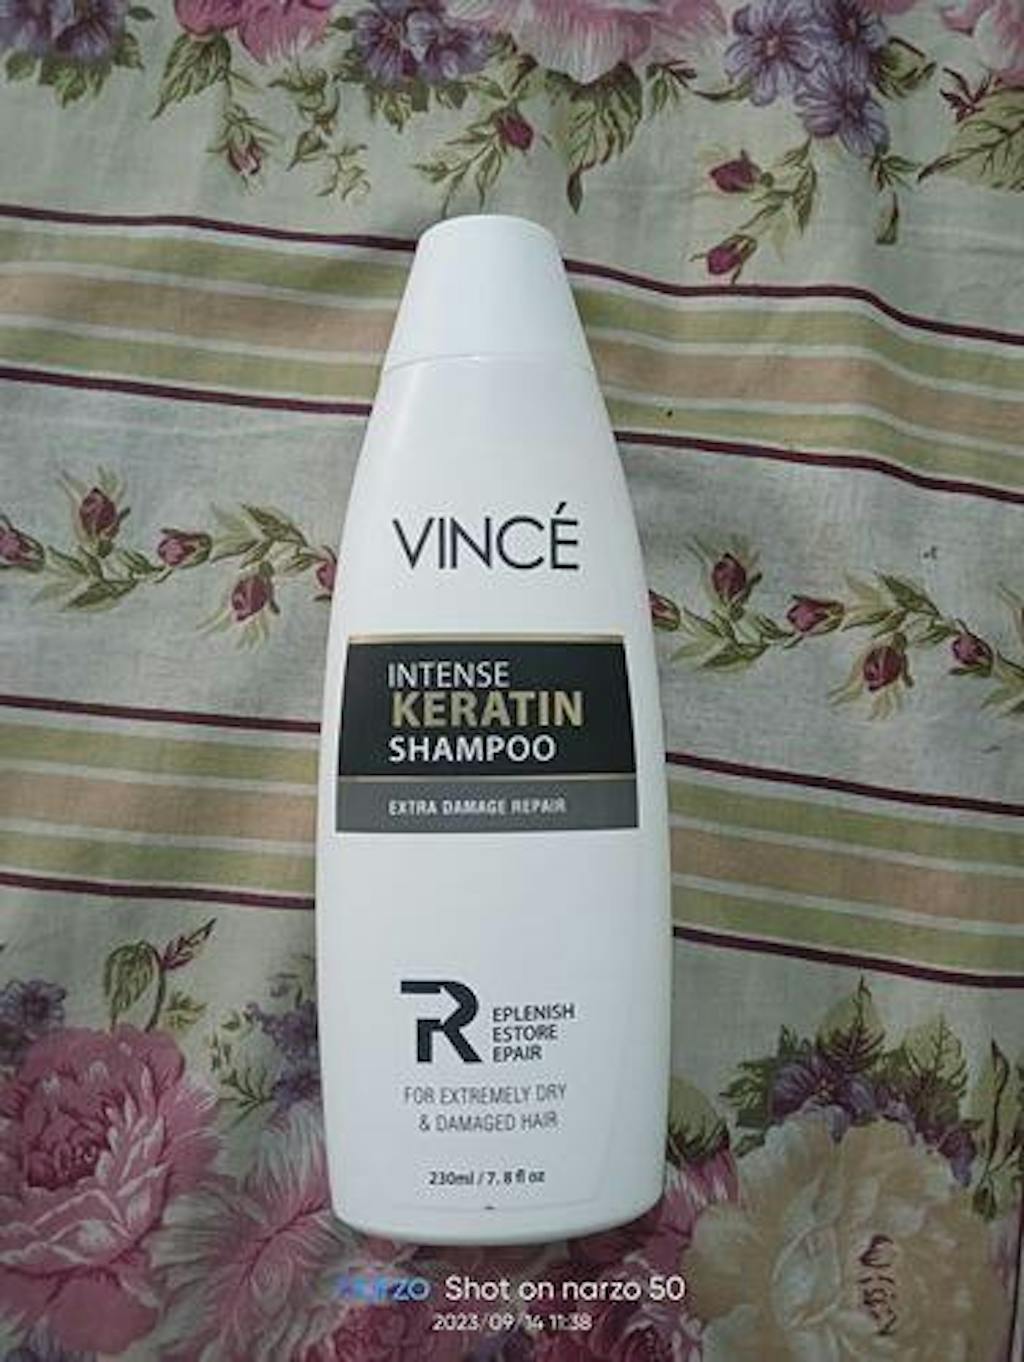 VINCÉ
INTENSE
KERATIN
SHAMPOO
EXTRA DAMAGE REPAIR
R
EPLENISH
ESTORE
EPAIR
FOR EXTREMELY DRY
& DAMAGED HAIR
230ml / 7.8 fl oz
narzo Shot on narzo 50
2023/09/14 11:38